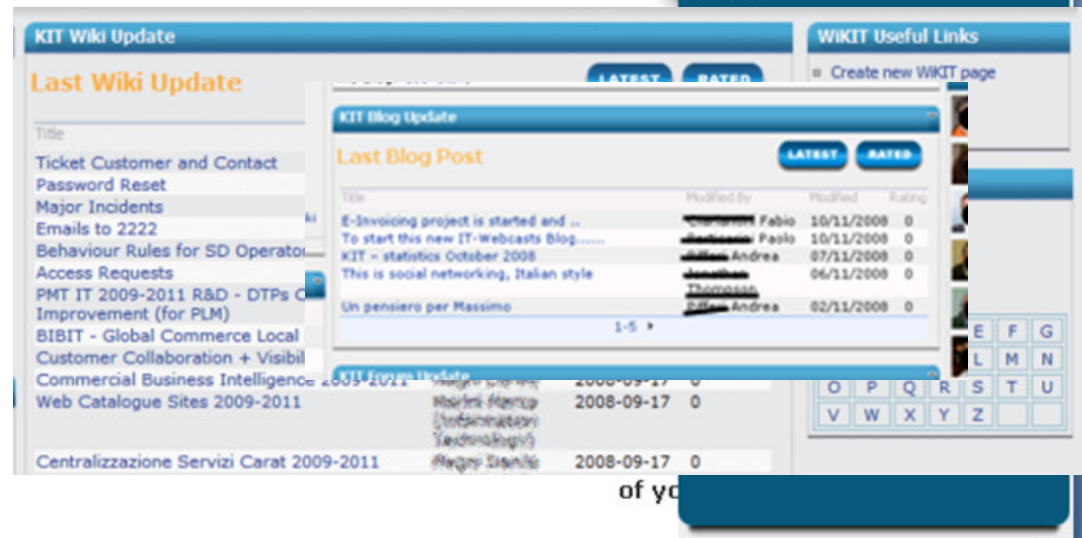 KIT Wiki Update
WiKIT Useful Links
Last Wiki Update
Create new WiKIT page
LATEST RATED
KIT Blog Update
Last Blog Post
LATEST RATED
Title
Title Modified By Modified Rating
Ticket Customer and Contact
Password Reset
Major Incidents
Emails to 2222
Behaviour Rules for SD Operato
Access Requests
PMT IT 2009-2011 R&D - DTPs
Improvement (for PLM)
BIBIT - Global Commerce Local
Customer Collaboration + Visibil
Commercial Business Intelligence 2009-2011 2008-09-17 0
Web Catalogue Sites 2009-2011 2008-09-17 0
Centralizzazione Servizi Carat 2009-2011 2008-09-17 0
E-Invoicing project is started and .. Fabio 10/11/2008 0
To start this new IT-Webcasts Blog...... Paolo 10/11/2008 0
KIT - statistics October 2008 Andrea 07/11/2008 0
This is social networking, Italian style 06/11/2008 0
Thompson
Un pensiero per Massimo Andrea 02/11/2008 0
1-5
KIT Forum Update
E F G
L M N
O P Q R S T U
V W X Y Z
of yo